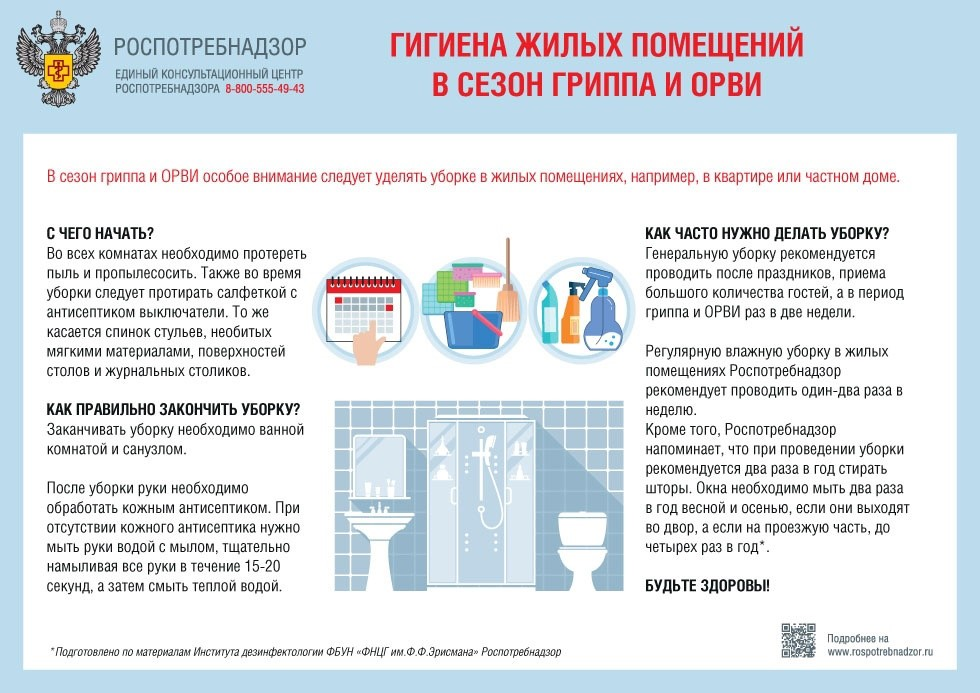 РОСПОТРЕБНАДЗОР
ЕДИНЫЙ КОНСУЛЬТАЦИОННЫЙ ЦЕНТР
РОСПОТРЕБНАДЗОРА 8-800-555-49-43
ГИГИЕНА ЖИЛЫХ ПОМЕЩЕНИЙ
В СЕЗОН ГРИППА И ОРВИ
В сезон гриппа и ОРВИ особое внимание следует уделять уборке в жилых помещениях, например, в квартире или частном доме.
С ЧЕГО НАЧАТЬ?
Во всех комнатах необходимо протереть
пыль и пропылесосить. Также во время
уборки следует протирать салфеткой с
антисептиком выключатели. То же
касается спинок стульев, необитых
мягкими материалами, поверхностей
столов и журнальных столиков.
КАК ПРАВИЛЬНО ЗАКОНЧИТЬ УБОРКУ?
Заканчивать уборку необходимо ванной
комнатой и санузлом.
После уборки руки необходимо
обработать кожным антисептиком. При
отсутствии кожного антисептика нужно
мыть руки водой с мылом, тщательно
намыливая все руки в течение 15-20
секунд, а затем смыть теплой водой.
КАК ЧАСТО НУЖНО ДЕЛАТЬ УБОРКУ?
Генеральную уборку рекомендуется
проводить после праздников, приема
большого количества гостей, а в период
гриппа и ОРВИ раз в две недели.
Регулярную влажную уборку в жилых
помещениях Роспотребнадзор
рекомендует проводить один-два раза в
неделю.
Кроме того, Роспотребнадзор
напоминает, что при проведении уборки
рекомендуется два раза в год стирать
шторы. Окна необходимо мыть два раза
в год весной и осенью, если они выходят
во двор, а если на проезжую часть, до
четырех раз в год*.
БУДЬТЕ ЗДОРОВЫ!
*Подготовлено по материалам Института дезинфектологии ФБУН «ФНЦГ им.Ф.Ф.Эрисмана» Роспотребнадзор
Подробнее на
www.rospotrebnadzor.ru